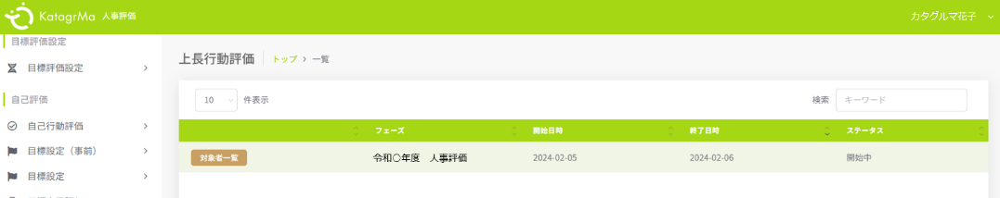 KatagrMa 人事評価
カタグルマ花子
目標評価設定
目標評価設定
自己評価
自己行動評価
目標設定（事前）
目標設定
上長行動評価 トップ > 一覧
10 件表示
検索 キーワード
フェーズ 開始日時 終了日時 ステータス
対象者一覧 令和〇年度 人事評価 2024-02-05 2024-02-06 開始中